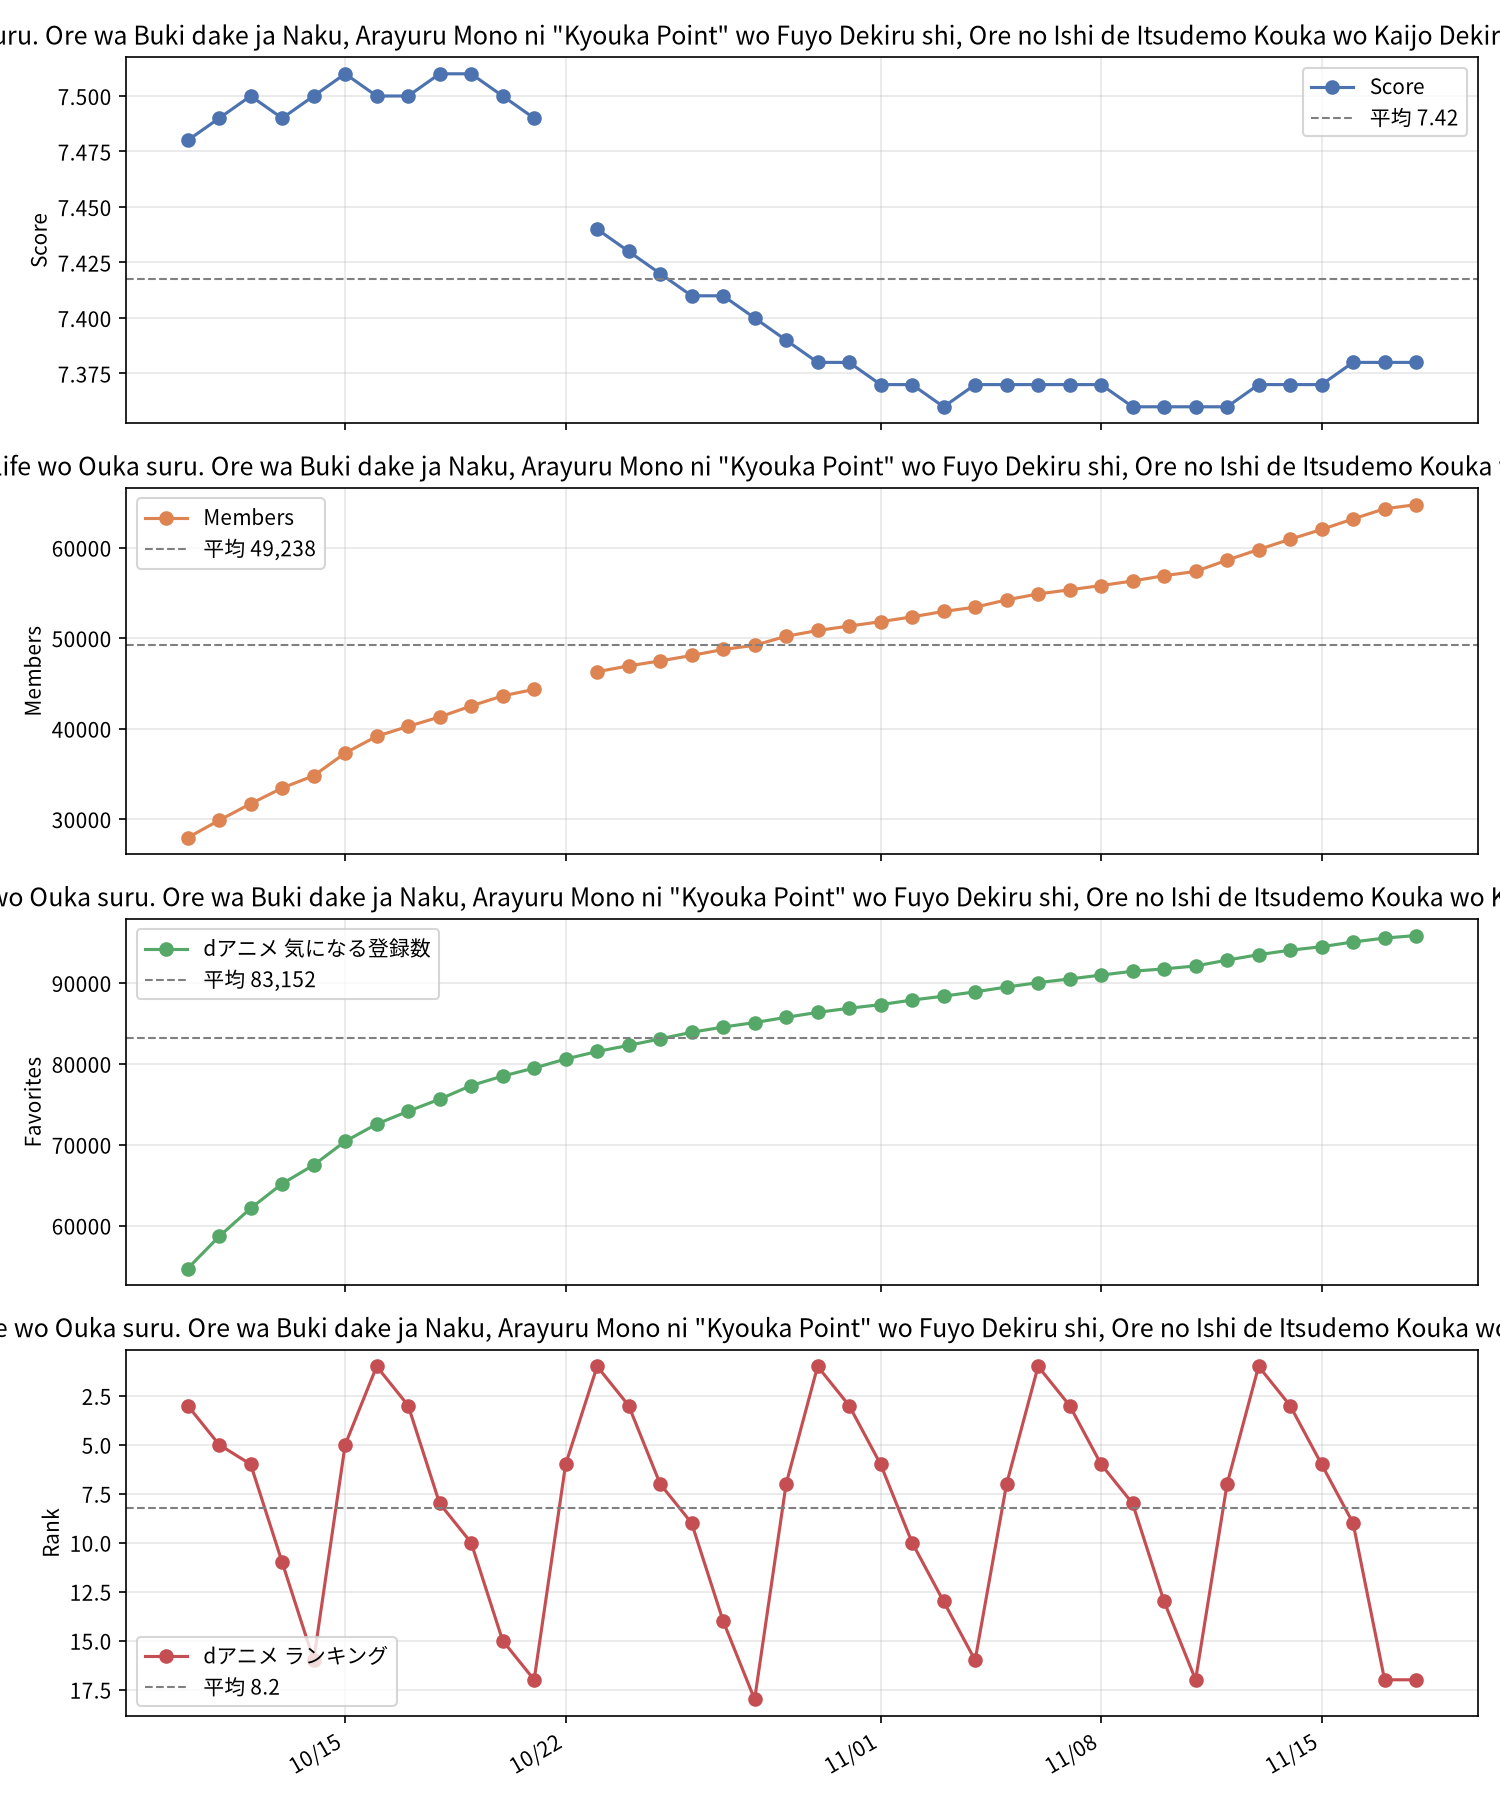 uru. Ore wa Buki dake ja Naku, Arayuru Mono ni "Kyouka Point" wo Fuyo Dekiru shi, Ore no Ishi de Itsudemo Kouka wo Kaijo Dekir
Score
平均 7.42
7.500
7.475
7.450
7.425
7.400
7.375
Score
Life wo Ouka suru. Ore wa Buki dake ja Naku, Arayuru Mono ni "Kyouka Point" wo Fuyo Dekiru shi, Ore no Ishi de Itsudemo Kouka
Members
平均 49,238
60000
50000
40000
30000
Members
wo Ouka suru. Ore wa Buki dake ja Naku, Arayuru Mono ni "Kyouka Point" wo Fuyo Dekiru shi, Ore no Ishi de Itsudemo Kouka wo K
dアニメ 気になる登録数
平均 83,152
90000
80000
70000
60000
Favorites
e wo Ouka suru. Ore wa Buki dake ja Naku, Arayuru Mono ni "Kyouka Point" wo Fuyo Dekiru shi, Ore no Ishi de Itsudemo Kouka wo
2.5
5.0
7.5
10.0
12.5
15.0
17.5
Rank
dアニメ ランキング
平均 8.2
10/15
10/22
11/01
11/08
11/15